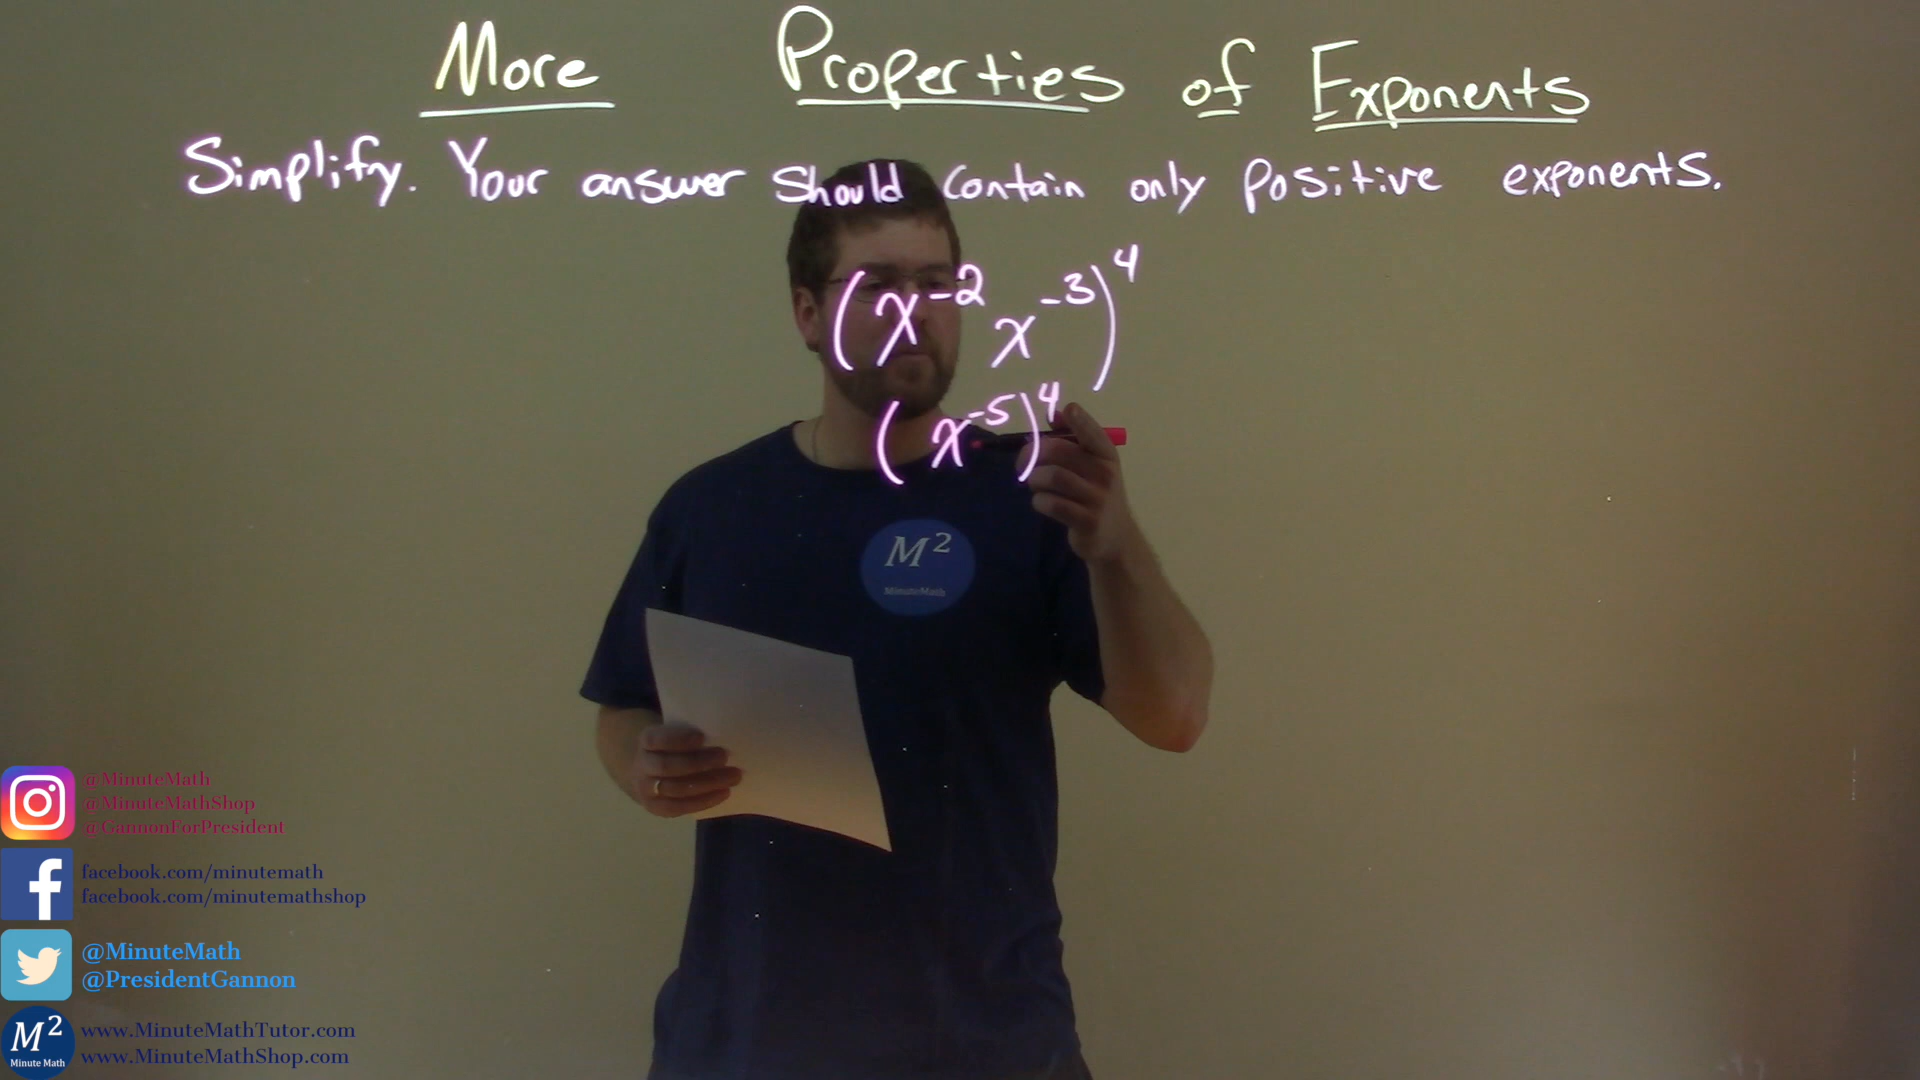 More Properties of Exponents
Simplify. Your answer should contain only positive exponents.
(x⁻² x⁻³)⁴
(x⁻⁵)⁴
M²
MinuteMath
@MinuteMath
@MinuteMathShop
@GannonForPresident
facebook.com/minutemath
facebook.com/minutemathshop
@MinuteMath
@PresidentGannon
M²
Minute Math
www.MinuteMathTutor.com
www.MinuteMathShop.com